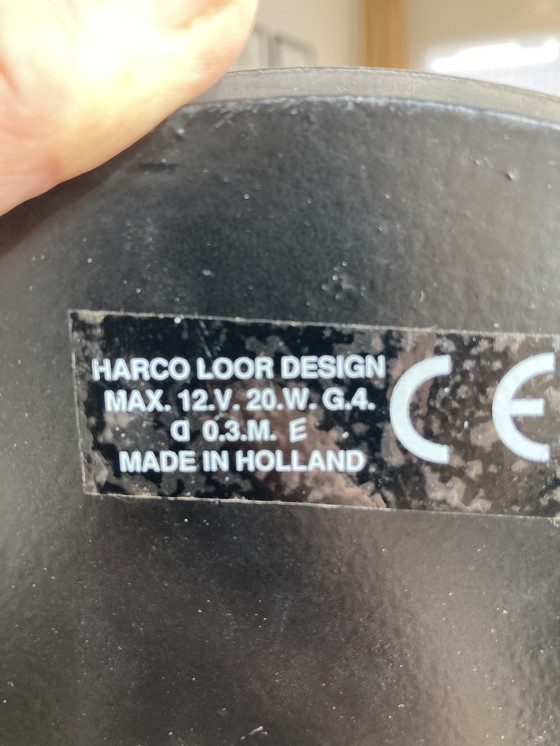 HARCO LOOR DESIGN
MAX. 12.V. 20.W. G.4.
D 0.3.M. E
MADE IN HOLLAND
CE